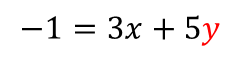 −1 = 3x + 5y